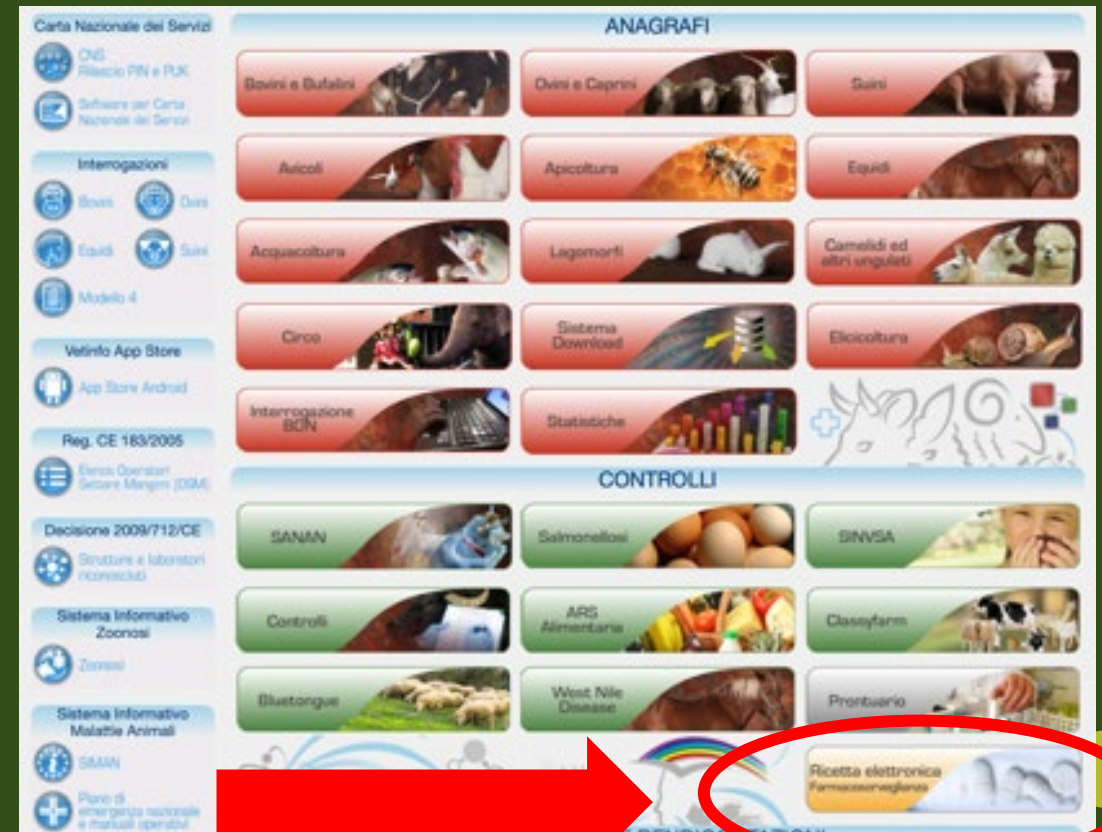 Carta Nazionale dei Servizi
CNS
Rilascio PIN e PUK
Software per Carta
Nazionale dei Servizi
Interrogazioni
Bovini
Ovini
Equidi
Suini
Modello 4
Vetinfo App Store
App Store Android
Reg. CE 183/2005
Elenco Operatori
Settore Mangimi (OSM)
Decisione 2009/712/CE
Strutture e laboratori
riconosciuti
Sistema Informativo
Zoonosi
Zoonosi
Sistema Informativo
Malattie Animali
SIMAN
Piano di
emergenza nazionale
e manuali operativi
ANAGRAFI
Bovini e Bufalini
Ovini e Caprini
Suini
Avicoli
Apicoltura
Equidi
Acquacoltura
Lagomorfi
Camelidi ed
altri ungulati
Circo
Sistema
Download
Elicicoltura
Interrogazione
BDN
Statistiche
CONTROLLI
SANAN
Salmonellosi
SINVSA
Controlli
ARS
Alimentaria
Classyfarm
Bluetongue
West Nile
Disease
Prontuario
Ricetta elettronica
Farmacosorveglianza